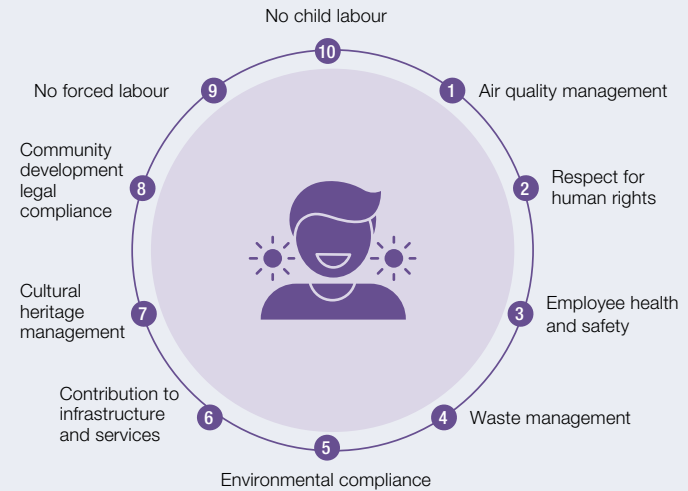 No child labour
10
1
Air quality management
2
Respect for
human rights
3
Employee health
and safety
4
Waste management
5
Environmental compliance
6
Contribution to
infrastructure
and services
7
Cultural
heritage
management
8
Community
development
legal
compliance
9
No forced labour